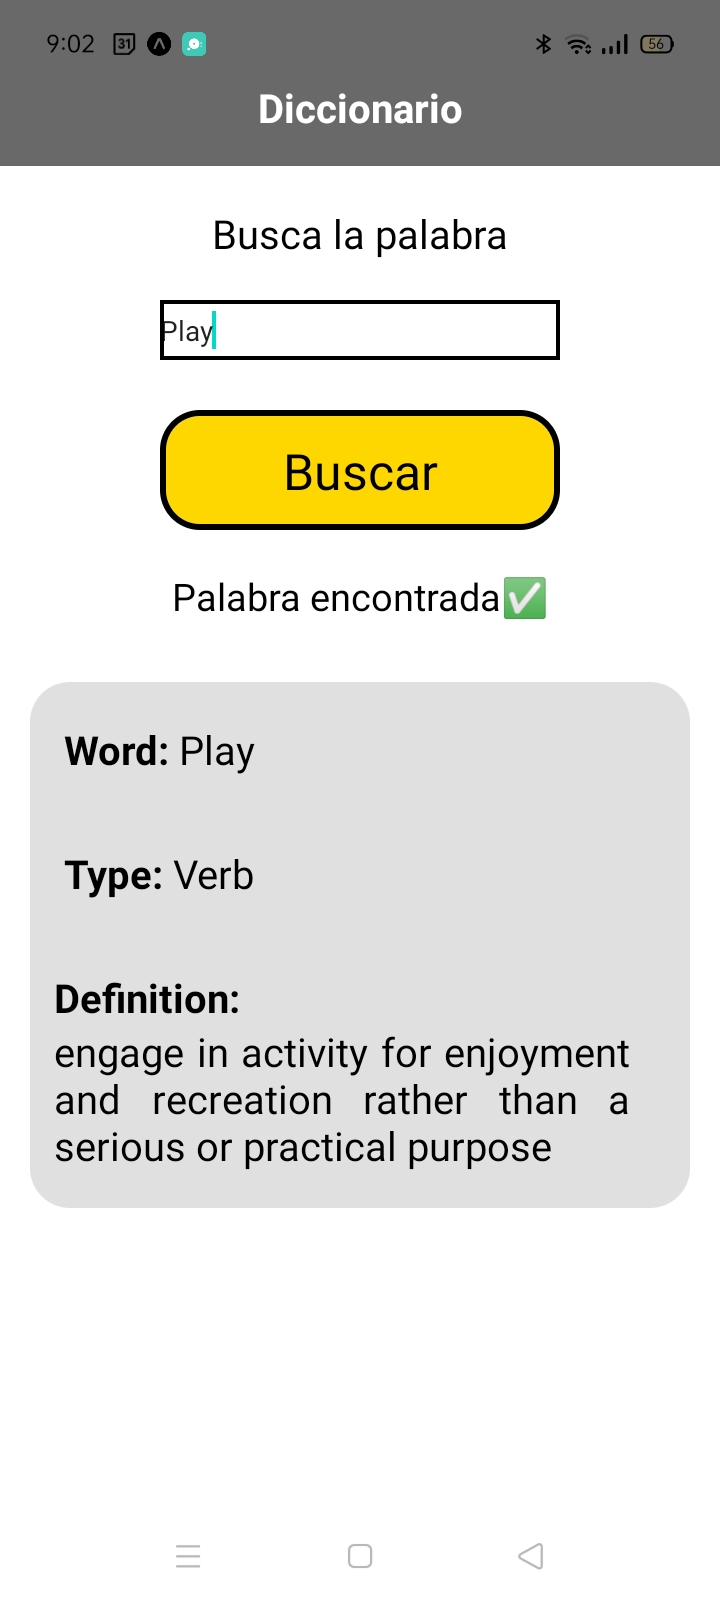 9:02 31 56
Diccionario
Busca la palabra
Play
Buscar
Palabra encontrada✅
Word: Play
Type: Verb
Definition:
engage in activity for enjoyment
and recreation rather than a
serious or practical purpose